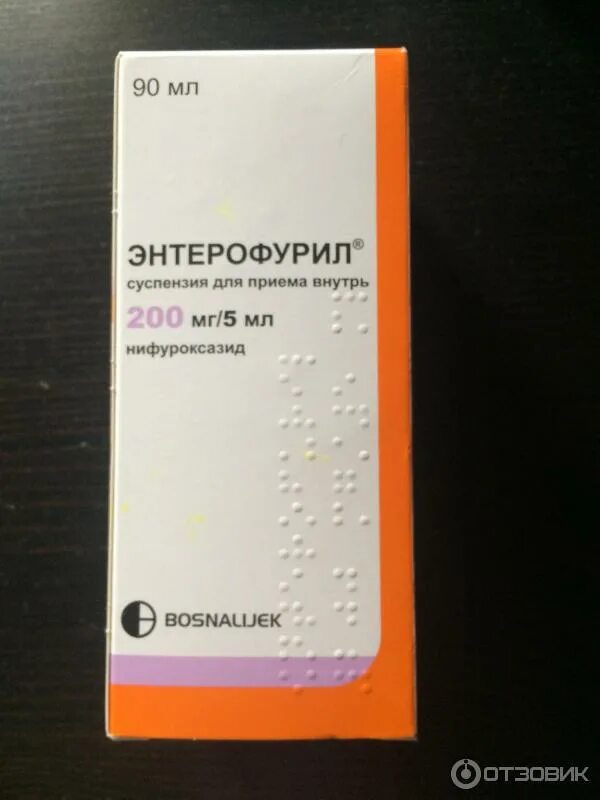 90 мл
ЭНТЕРОФУРИЛ®
суспензия для приема внутрь
200 мг/5 мл
нифуроксазид
BOSNALIJEK
ОТЗОВИК